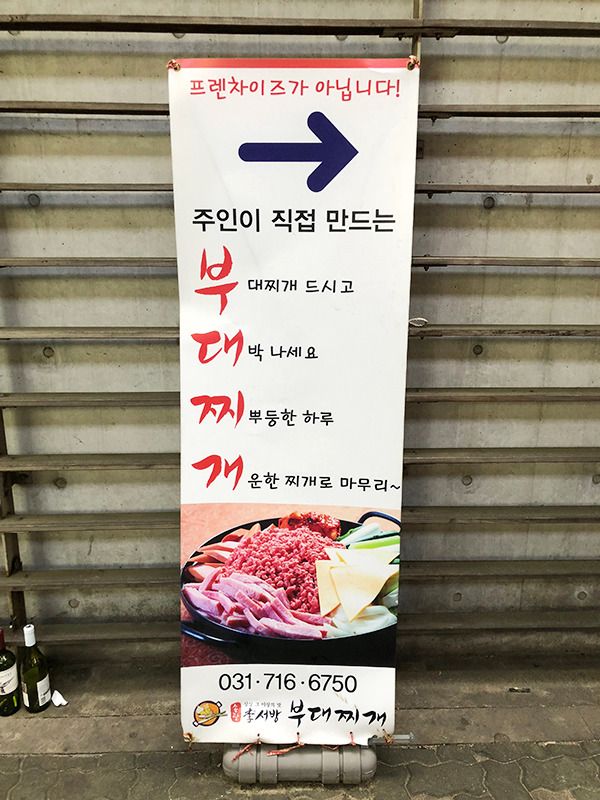 프렌차이즈가 아닙니다!
주인이 직접 만드는
부대찌개 드시고
대박 나세요
찌뿌둥한 하루
개운한 찌개로 마무리~
031·716·6750
부대찌개